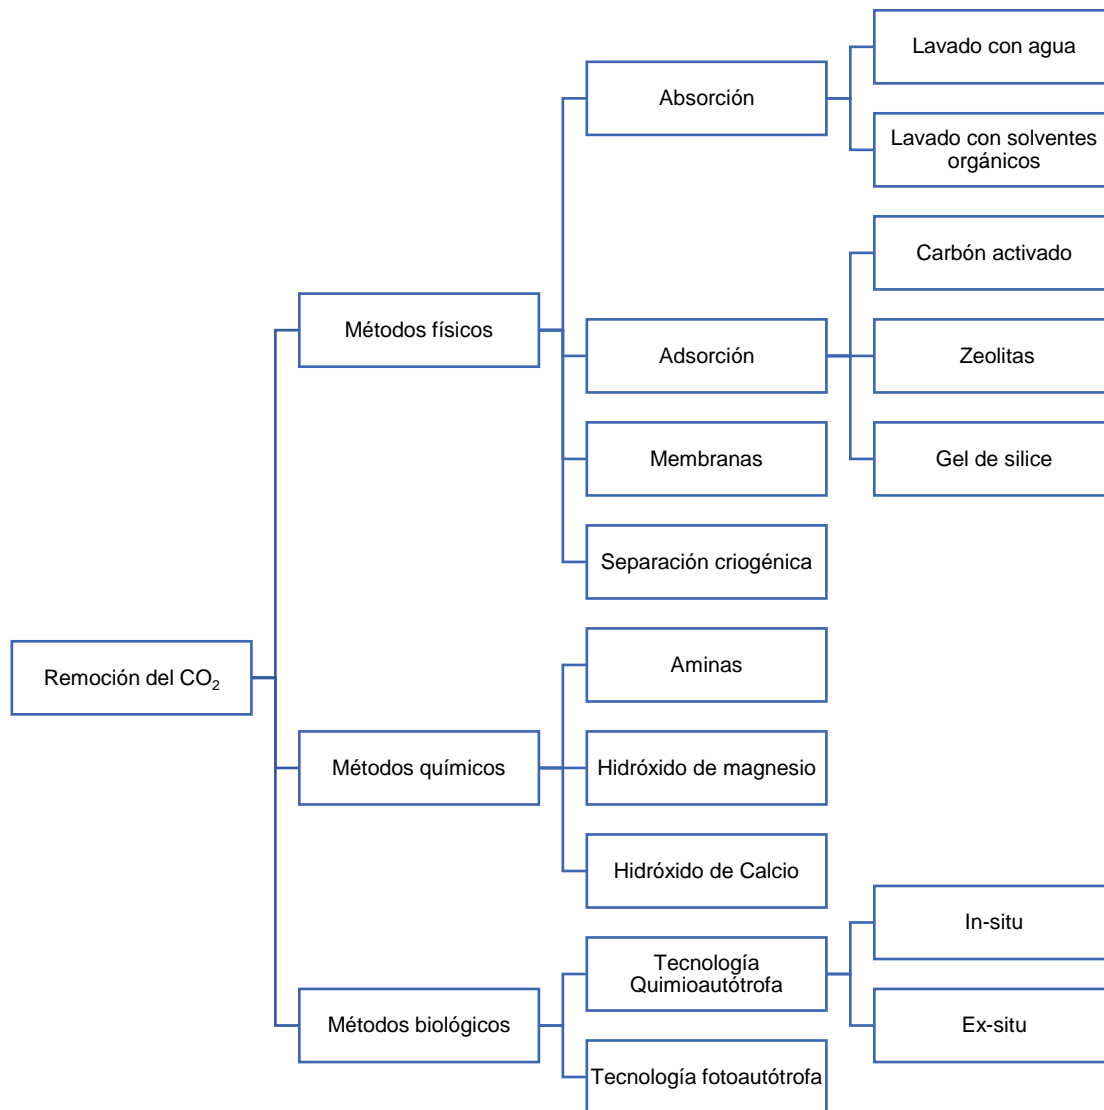 Remoción del CO₂
Métodos físicos
Absorción
Lavado con agua
Lavado con solventes
orgánicos
Adsorción
Carbón activado
Zeolitas
Gel de silice
Membranas
Separación criogénica
Métodos químicos
Aminas
Hidróxido de magnesio
Hidróxido de Calcio
Métodos biológicos
Tecnología
Quimioautótrofa
In-situ
Ex-situ
Tecnología fotoautótrofa